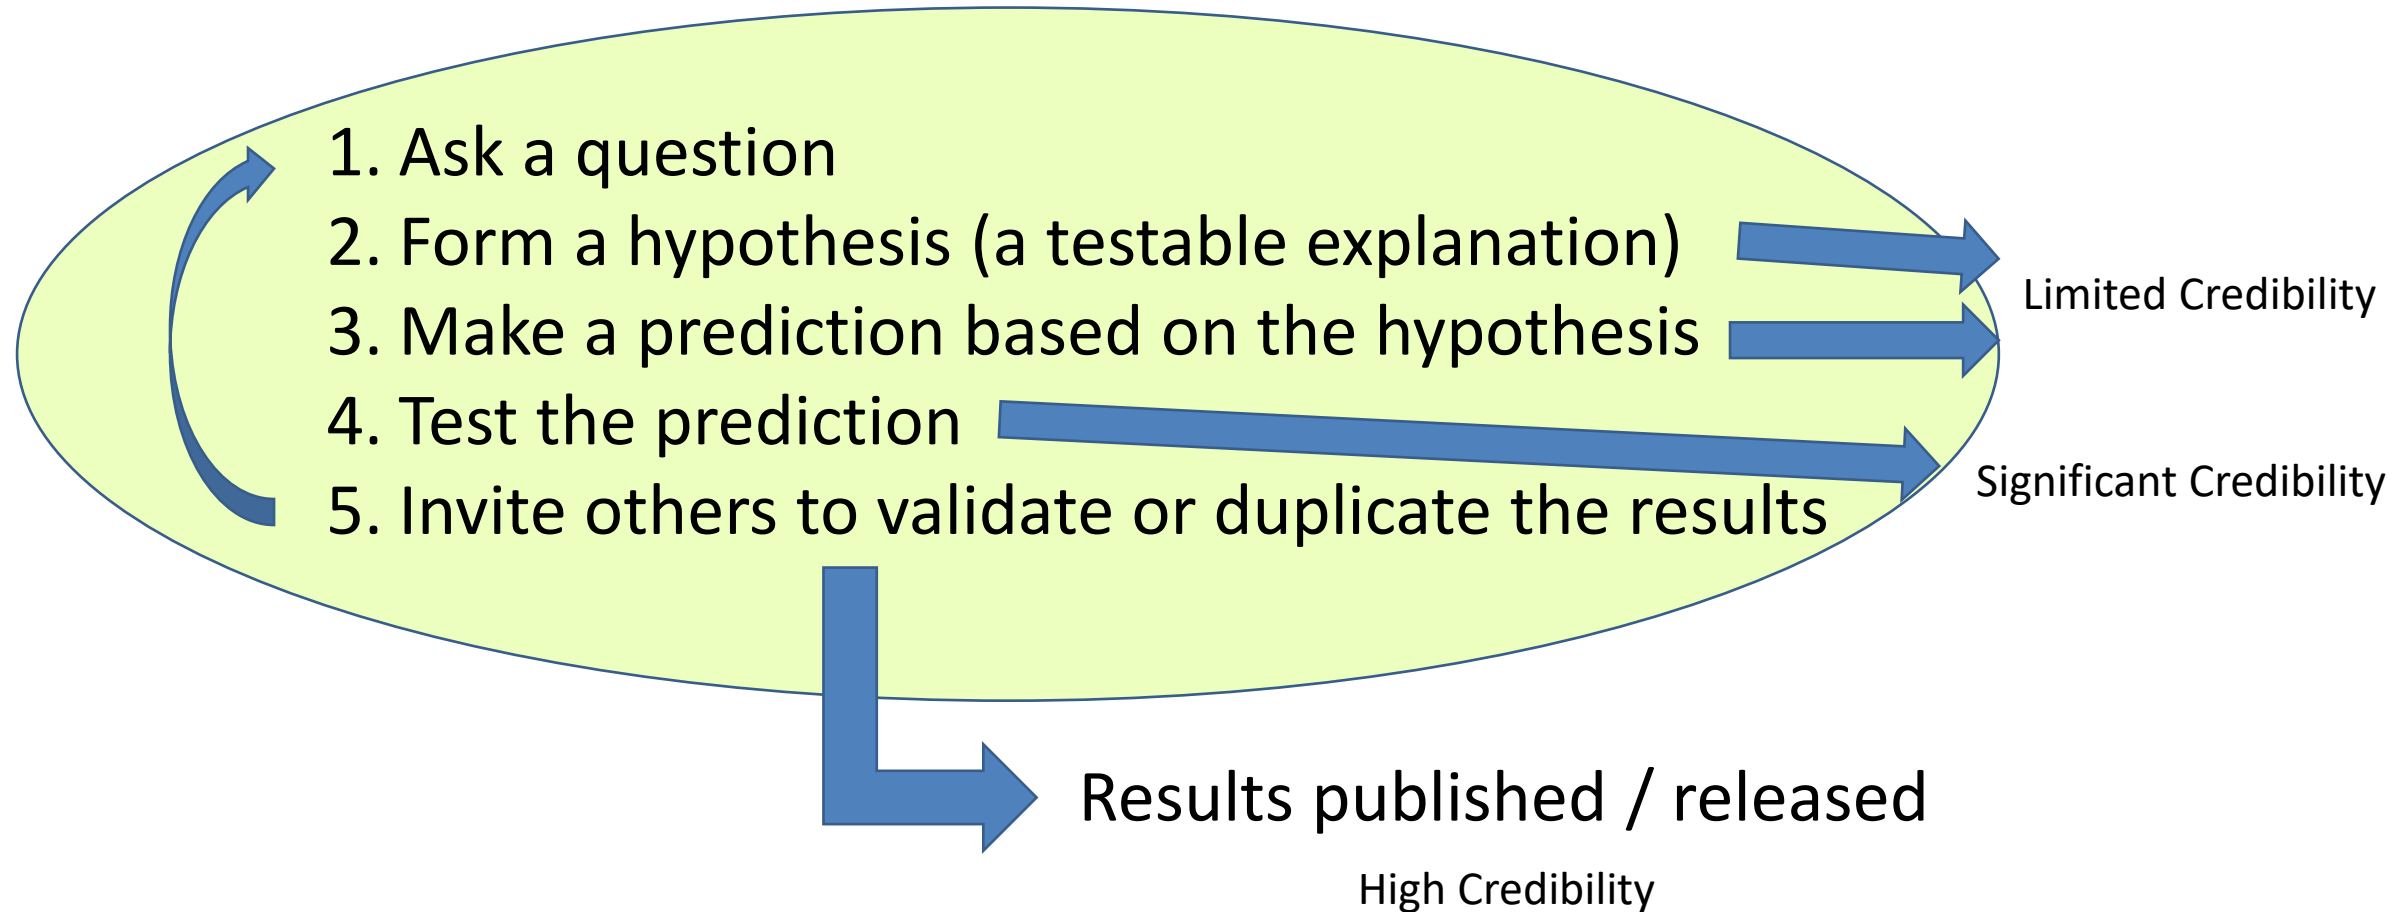 1. Ask a question
2. Form a hypothesis (a testable explanation)
Limited Credibility
3. Make a prediction based on the hypothesis
4. Test the prediction
Significant Credibility
5. Invite others to validate or duplicate the results
Results published / released
High Credibility